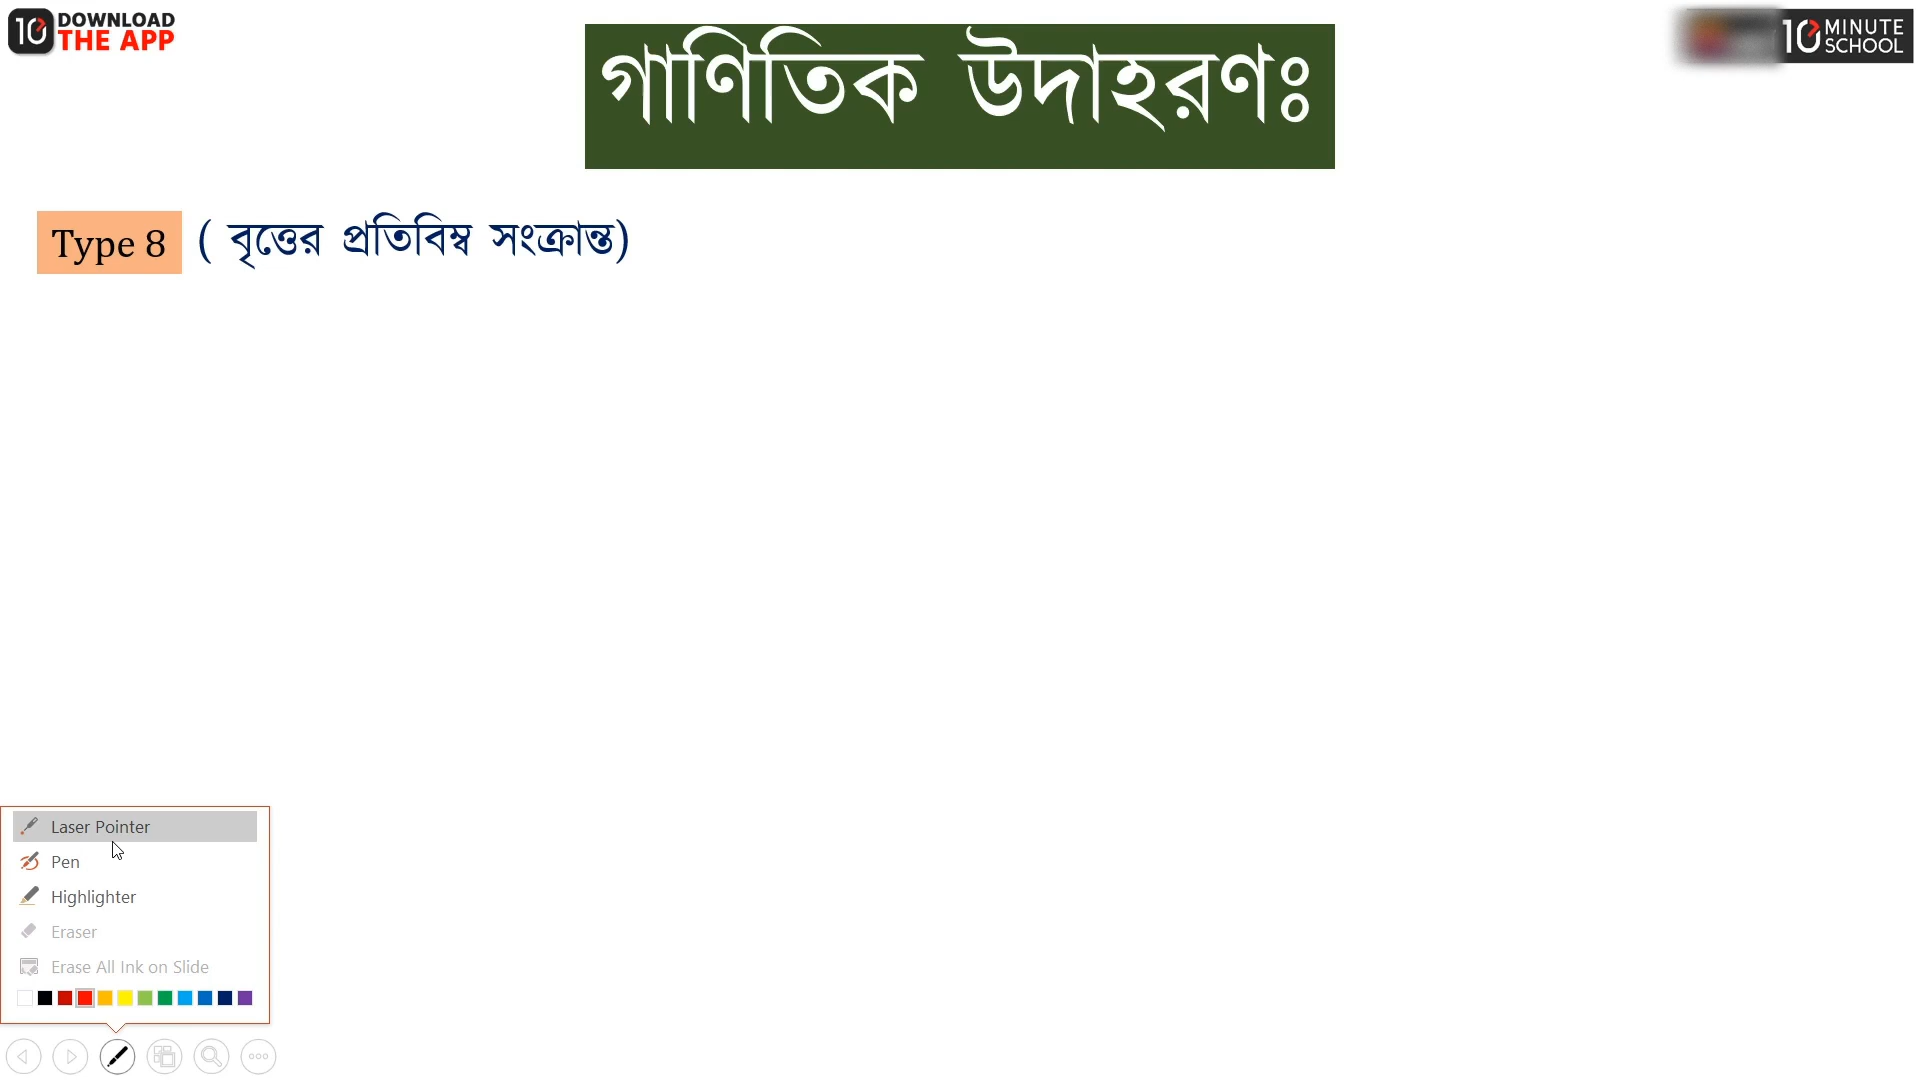 10 DOWNLOAD THE APP
10 MINUTE SCHOOL
গাণিতিক উদাহরণঃ
Type 8 ( বৃত্তের প্রতিবিম্ব সংক্রান্ত)
Laser Pointer
Pen
Highlighter
Eraser
Erase All Ink on Slide